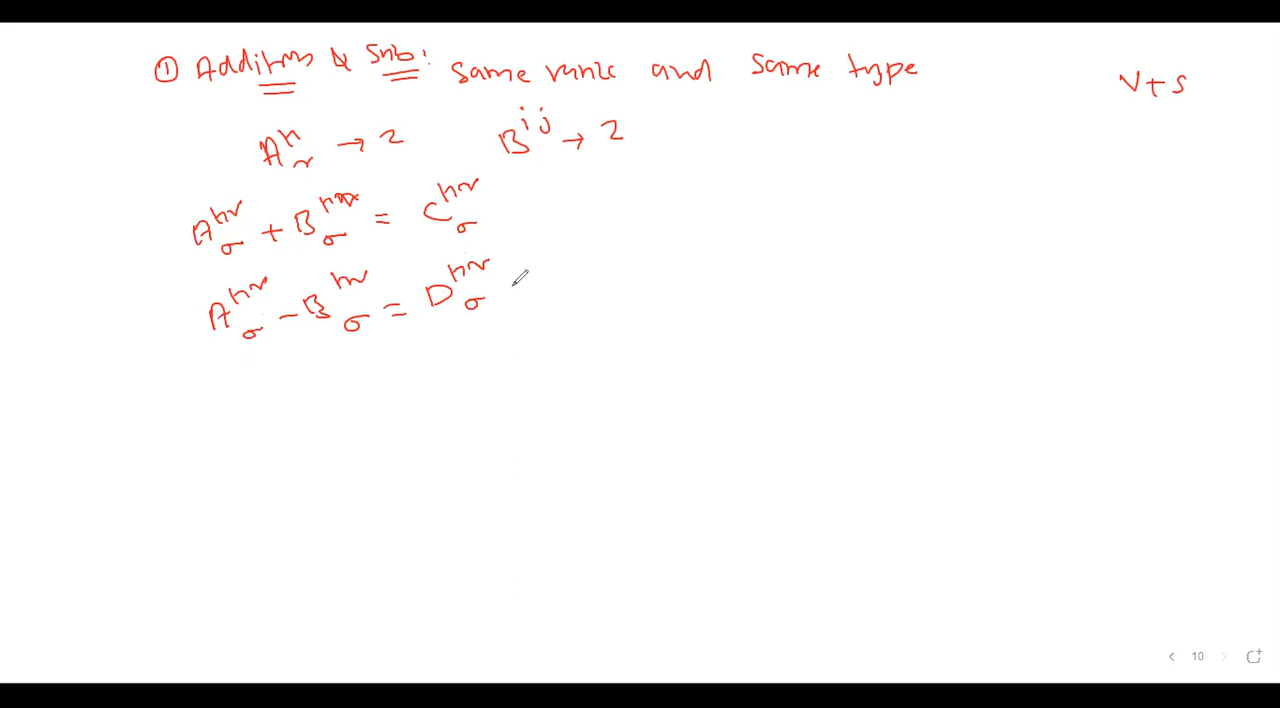 ① Addition & Sub: same rank and same type
V+S
A^μ_ν → 2 B^ij → 2
A^μν_σ + B^μν_σ = C^μν_σ
A^μν_σ - B^μν_σ = D^μν_σ
< 10 >